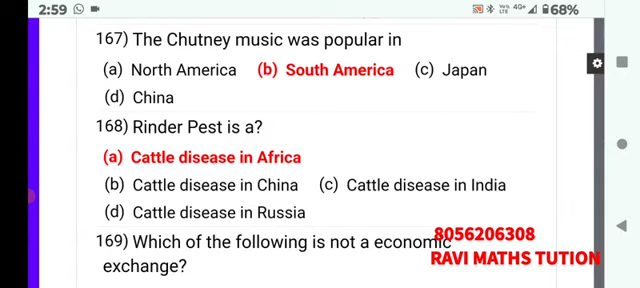 2:59 4G+ 68%
167) The Chutney music was popular in
(a) North America (b) South America (c) Japan
(d) China
168) Rinder Pest is a?
(a) Cattle disease in Africa
(b) Cattle disease in China (c) Cattle disease in India
(d) Cattle disease in Russia
169) Which of the following is not a economic
exchange?
8056206308
RAVI MATHS TUTION